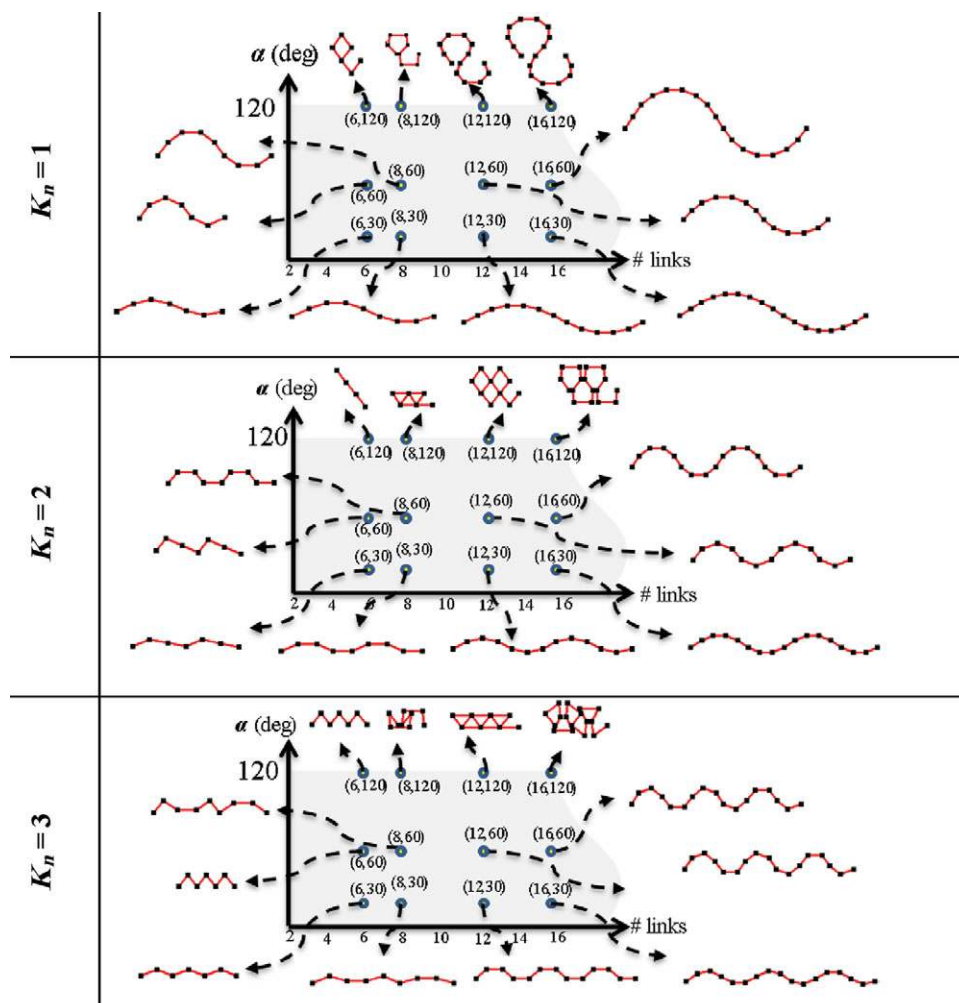 K_n = 1
α (deg)
120
(6,120) (8,120) (12,120) (16,120)
(8,60) (12,60) (16,60)
(6,60)
(6,30) (8,30) (12,30) (16,30)
2 4 6 8 10 12 14 16
# links
K_n = 2
α (deg)
120
(6,120) (8,120) (12,120) (16,120)
(8,60) (12,60) (16,60)
(6,60)
(6,30) (8,30) (12,30) (16,30)
2 4 6 8 10 12 14 16
# links
K_n = 3
α (deg)
120
(6,120) (8,120) (12,120) (16,120)
(8,60) (12,60) (16,60)
(6,60)
(6,30) (8,30) (12,30) (16,30)
2 4 6 8 10 12 14 16
# links